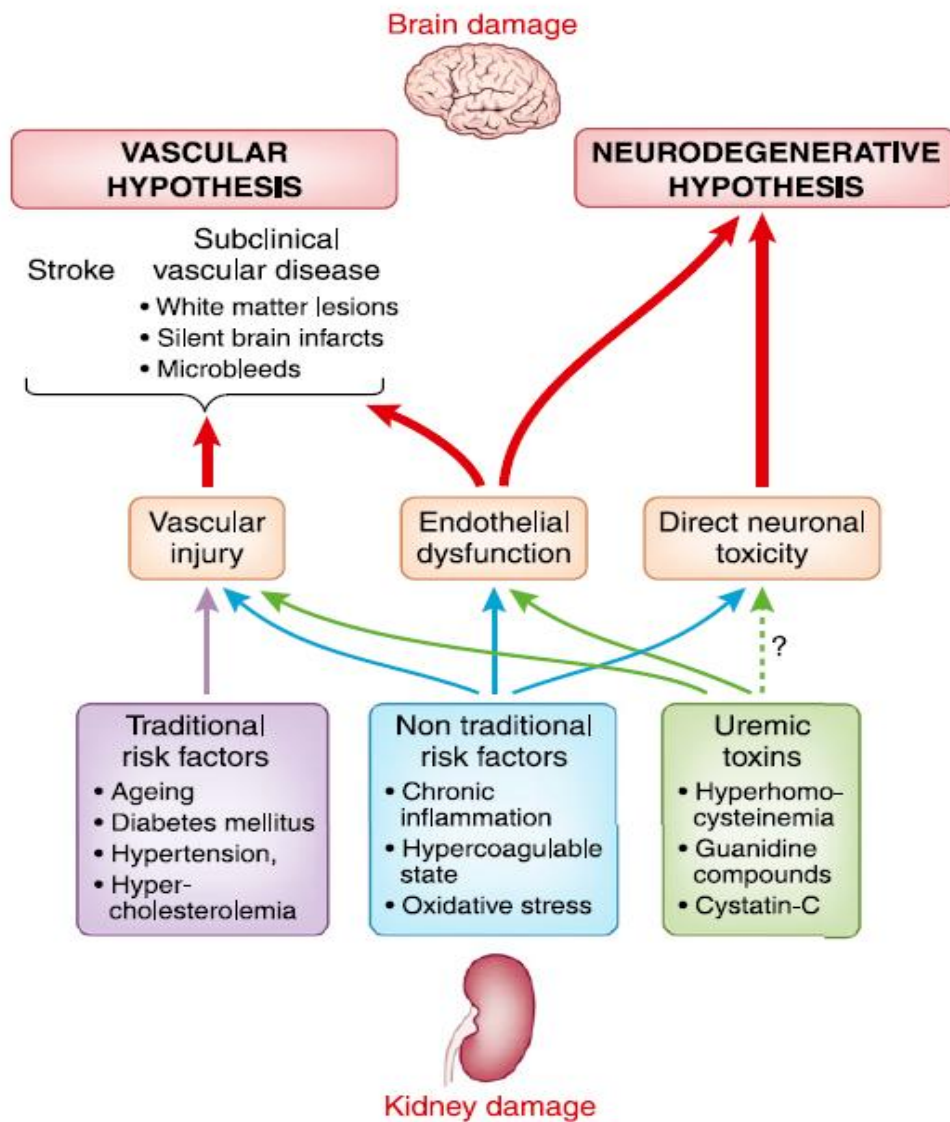 Brain damage
VASCULAR
HYPOTHESIS
NEURODEGENERATIVE
HYPOTHESIS
Stroke
Subclinical
vascular disease
• White matter lesions
• Silent brain infarcts
• Microbleeds
Vascular
injury
Endothelial
dysfunction
Direct neuronal
toxicity
?
Traditional
risk factors
• Ageing
• Diabetes mellitus
• Hypertension,
• Hyper-
cholesterolemia
Non traditional
risk factors
• Chronic
inflammation
• Hypercoagulable
state
• Oxidative stress
Uremic
toxins
• Hyperhomo-
cysteinemia
• Guanidine
compounds
• Cystatin-C
Kidney damage